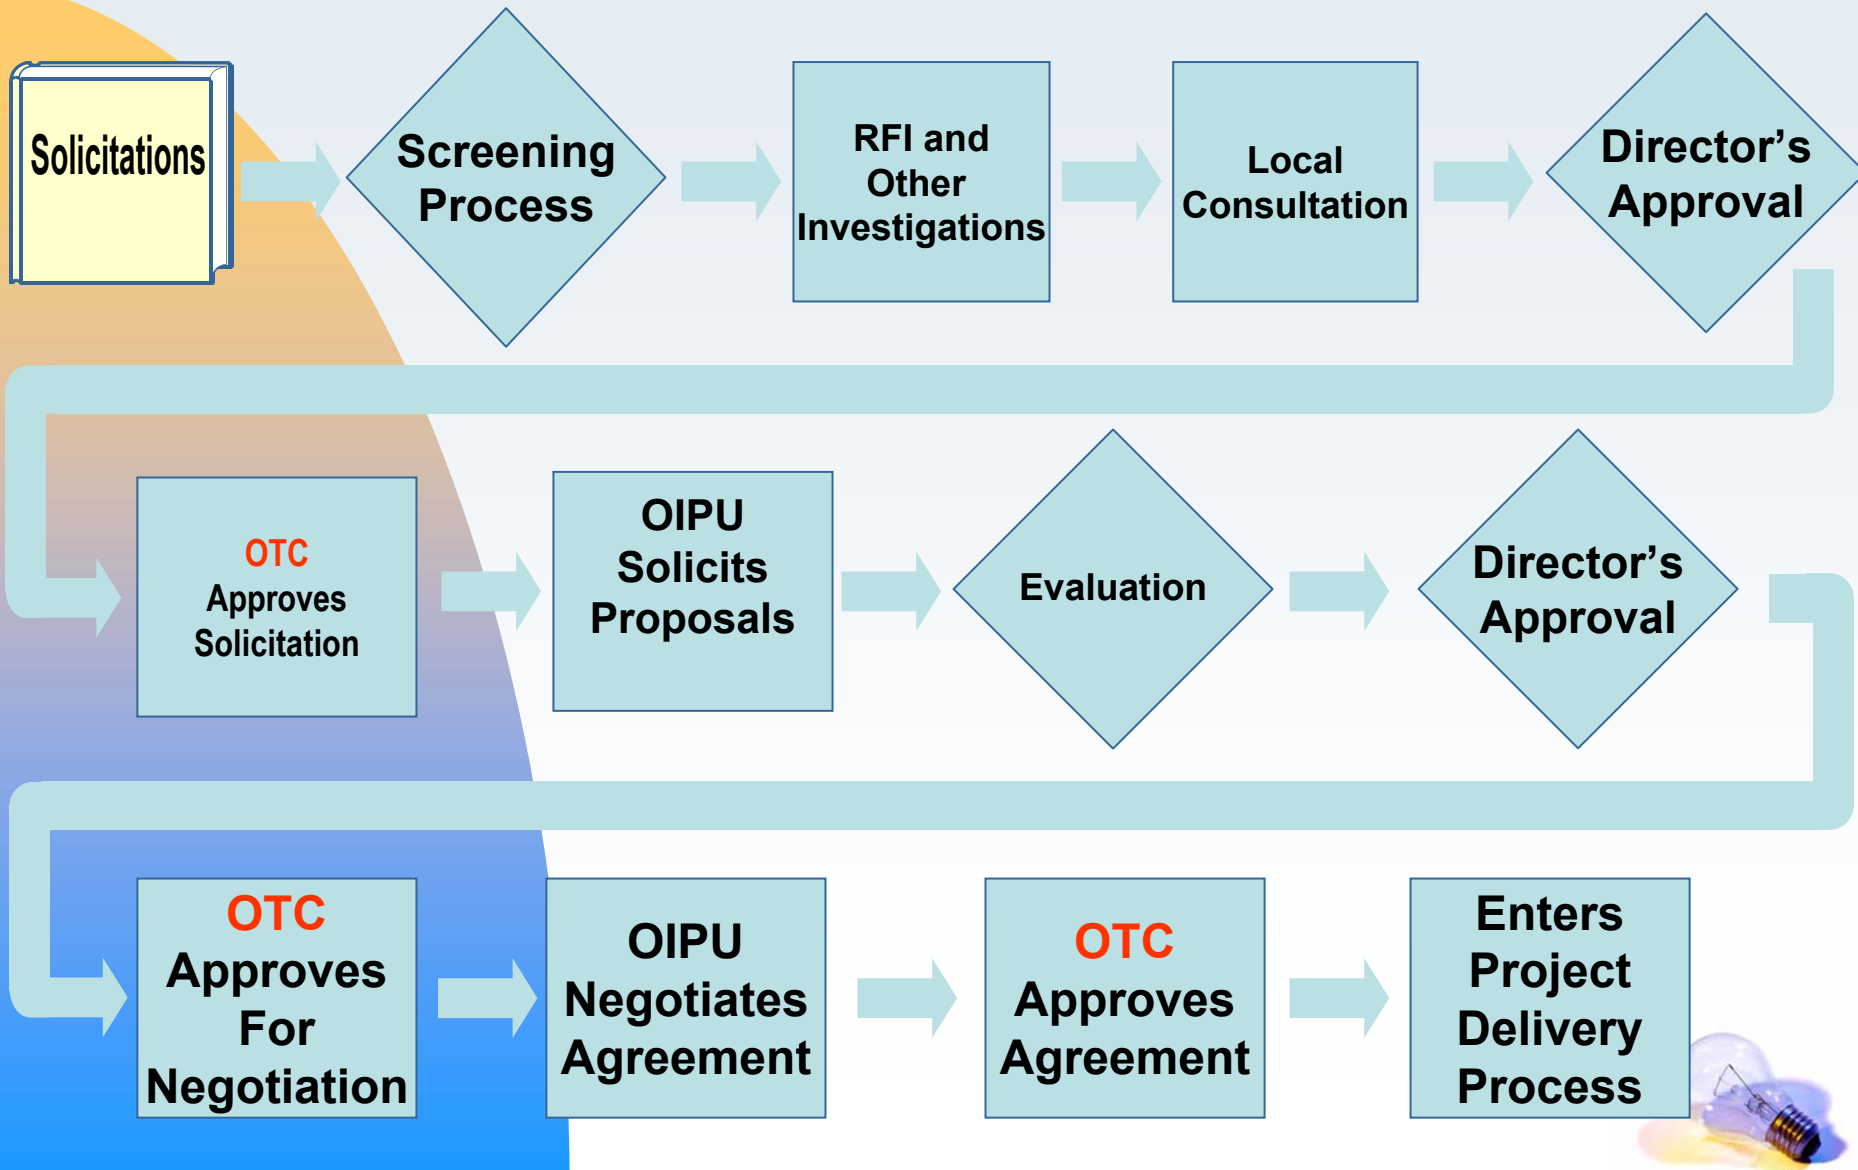 Solicitations
Screening
Process
RFI and
Other
Investigations
Local
Consultation
Director’s
Approval
OTC
Approves
Solicitation
OIPU
Solicits
Proposals
Evaluation
Director’s
Approval
OTC
Approves
For
Negotiation
OIPU
Negotiates
Agreement
OTC
Approves
Agreement
Enters
Project
Delivery
Process